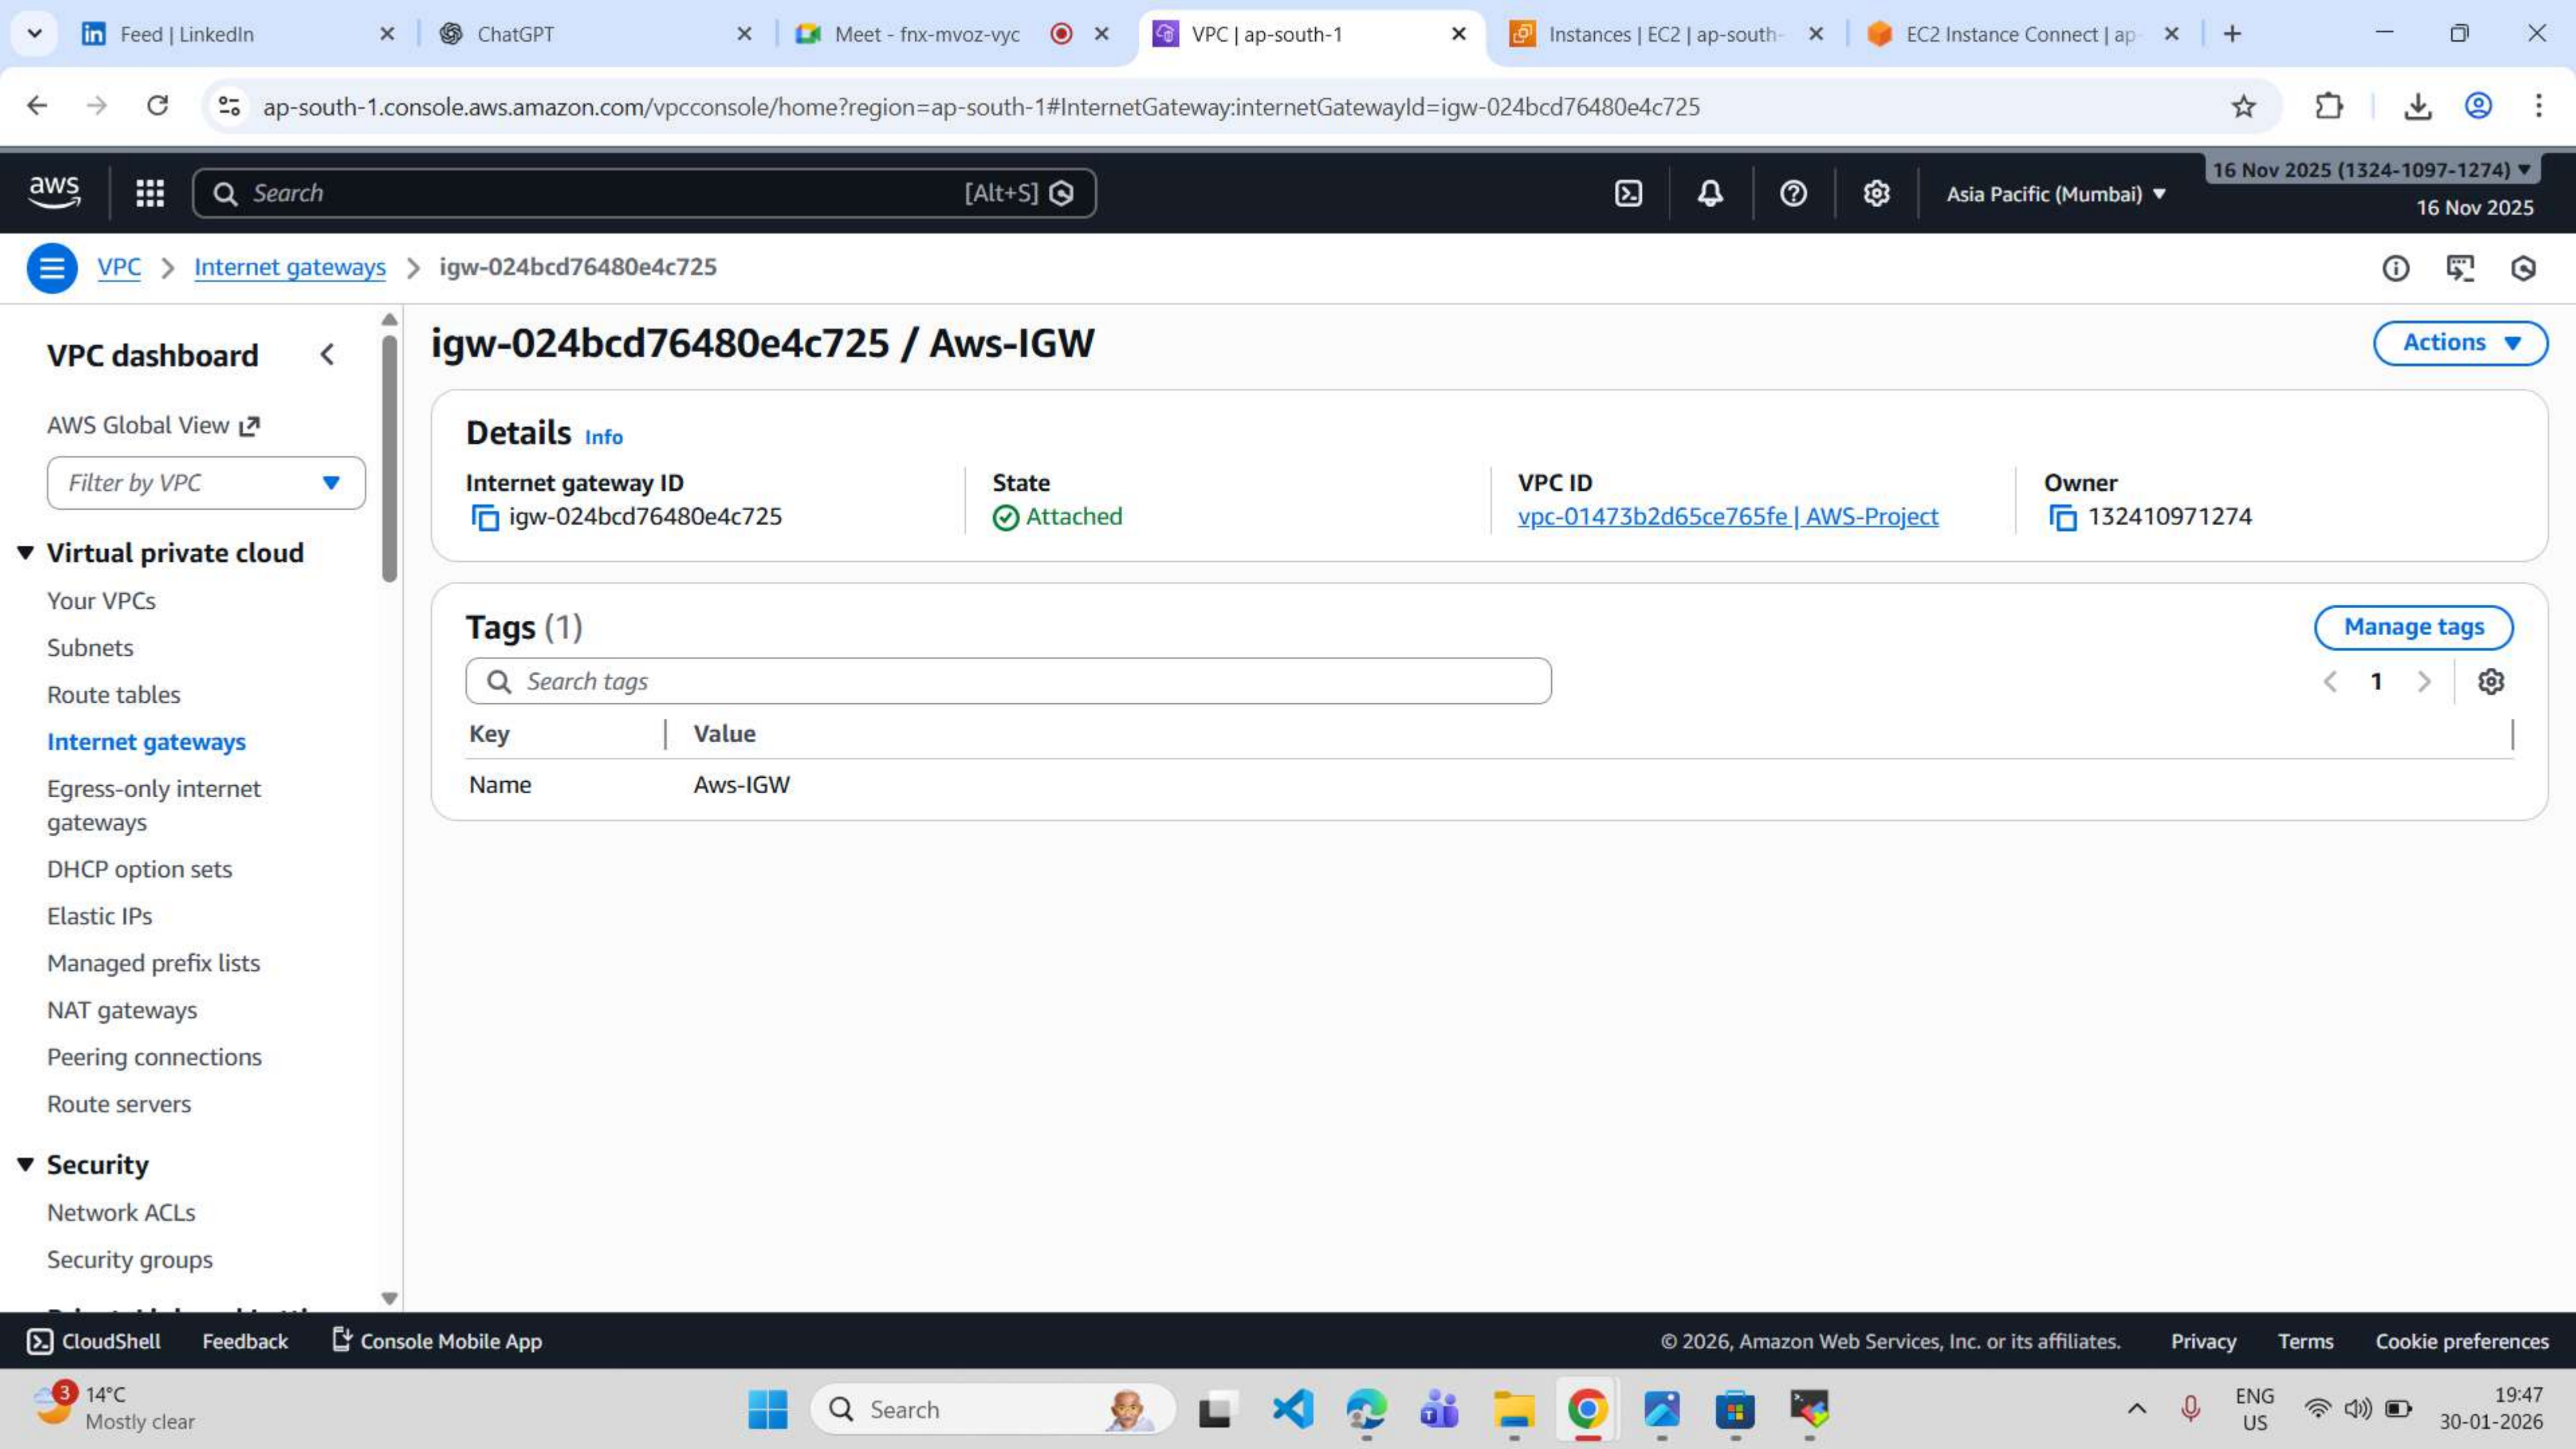 Feed | LinkedIn
ChatGPT
Meet - fnx-mvoz-vyc
VPC | ap-south-1
Instances | EC2 | ap-south-
EC2 Instance Connect | ap-
ap-south-1.console.aws.amazon.com/vpcconsole/home?region=ap-south-1#InternetGateway:internetGatewayId=igw-024bcd76480e4c725
aws
Search
[Alt+S]
Asia Pacific (Mumbai)
16 Nov 2025 (1324-1097-1274)
16 Nov 2025
VPC
Internet gateways
igw-024bcd76480e4c725
VPC dashboard
AWS Global View
Filter by VPC
Virtual private cloud
Your VPCs
Subnets
Route tables
Internet gateways
Egress-only internet
gateways
DHCP option sets
Elastic IPs
Managed prefix lists
NAT gateways
Peering connections
Route servers
Security
Network ACLs
Security groups
igw-024bcd76480e4c725 / Aws-IGW
Actions
Details Info
Internet gateway ID
igw-024bcd76480e4c725
State
Attached
VPC ID
vpc-01473b2d65ce765fe | AWS-Project
Owner
132410971274
Tags (1)
Manage tags
Search tags
1
Key Value
Name Aws-IGW
CloudShell Feedback Console Mobile App
© 2026, Amazon Web Services, Inc. or its affiliates. Privacy Terms Cookie preferences
3
14°C
Mostly clear
Search
ENG
US
19:47
30-01-2026